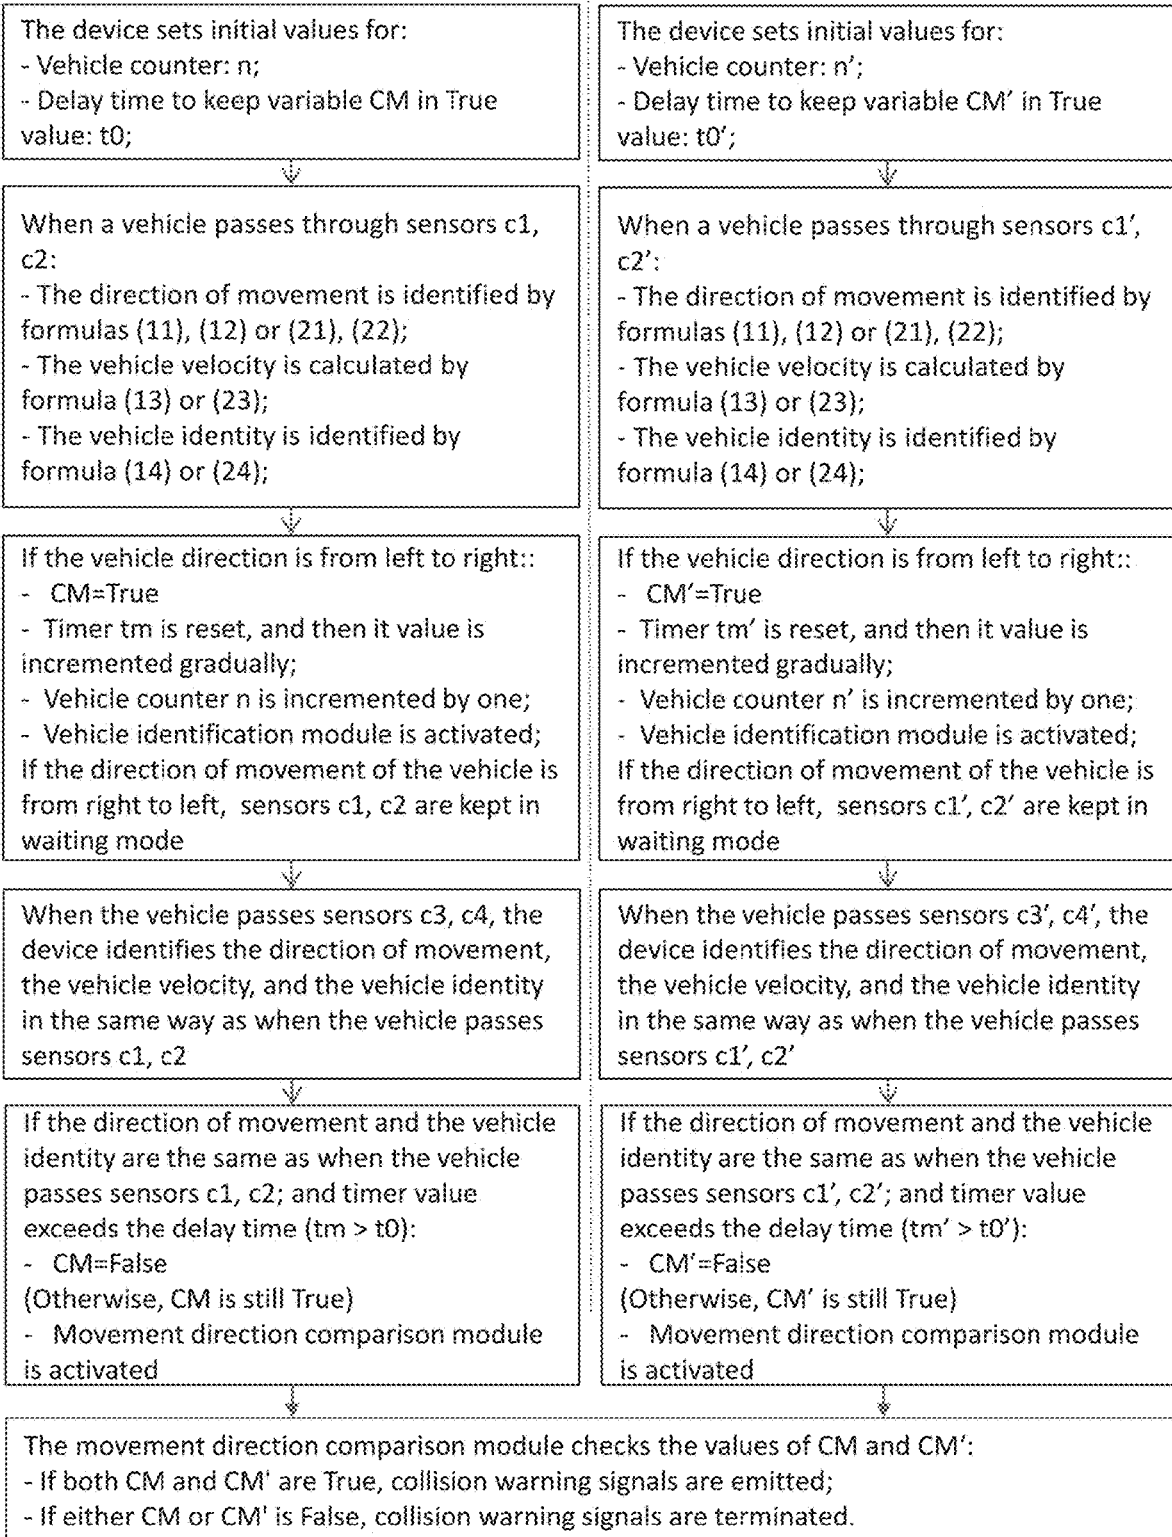 The device sets initial values for:
- Vehicle counter: n;
- Delay time to keep variable CM in True
value: t0;
When a vehicle passes through sensors c1,
c2:
- The direction of movement is identified by
formulas (11), (12) or (21), (22);
- The vehicle velocity is calculated by
formula (13) or (23);
- The vehicle identity is identified by
formula (14) or (24);
If the vehicle direction is from left to right::
- CM=True
- Timer tm is reset, and then it value is
incremented gradually;
- Vehicle counter n is incremented by one;
- Vehicle identification module is activated;
If the direction of movement of the vehicle is
from right to left, sensors c1, c2 are kept in
waiting mode
When the vehicle passes sensors c3, c4, the
device identifies the direction of movement,
the vehicle velocity, and the vehicle identity
in the same way as when the vehicle passes
sensors c1, c2
If the direction of movement and the vehicle
identity are the same as when the vehicle
passes sensors c1, c2; and timer value
exceeds the delay time (tm > t0):
- CM=False
(Otherwise, CM is still True)
- Movement direction comparison module
is activated
The device sets initial values for:
- Vehicle counter: n’;
- Delay time to keep variable CM’ in True
value: t0’;
When a vehicle passes through sensors c1’,
c2’:
- The direction of movement is identified by
formulas (11), (12) or (21), (22);
- The vehicle velocity is calculated by
formula (13) or (23);
- The vehicle identity is identified by
formula (14) or (24);
If the vehicle direction is from left to right::
- CM’=True
- Timer tm’ is reset, and then it value is
incremented gradually;
- Vehicle counter n’ is incremented by one;
- Vehicle identification module is activated;
If the direction of movement of the vehicle is
from right to left, sensors c1’, c2’ are kept in
waiting mode
When the vehicle passes sensors c3’, c4’, the
device identifies the direction of movement,
the vehicle velocity, and the vehicle identity
in the same way as when the vehicle passes
sensors c1’, c2’
If the direction of movement and the vehicle
identity are the same as when the vehicle
passes sensors c1’, c2’; and timer value
exceeds the delay time (tm’ > t0’):
- CM’=False
(Otherwise, CM’ is still True)
- Movement direction comparison module
is activated
The movement direction comparison module checks the values of CM and CM’:
- If both CM and CM' are True, collision warning signals are emitted;
- If either CM or CM' is False, collision warning signals are terminated.